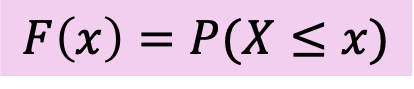 F(x) = P(X ≤ x)